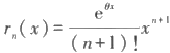 r_n(x) = \frac{e^{\theta x}}{(n+1)!} x^{n+1}